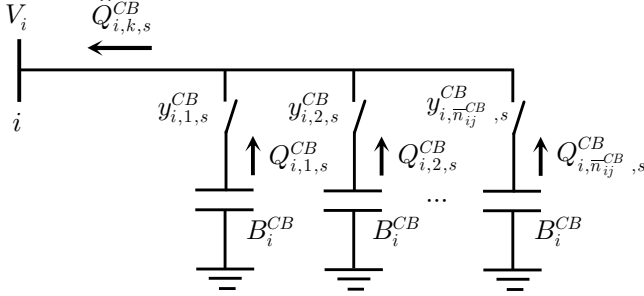 V_i
Q̈^{CB}_{i,k,s}
i
y^{CB}_{i,1,s}
y^{CB}_{i,2,s}
y^{CB}_{i,\overline{n}^{CB}_{ij},s}
Q^{CB}_{i,1,s}
Q^{CB}_{i,2,s}
Q^{CB}_{i,\overline{n}^{CB}_{ij},s}
...
B^{CB}_i
B^{CB}_i
B^{CB}_i